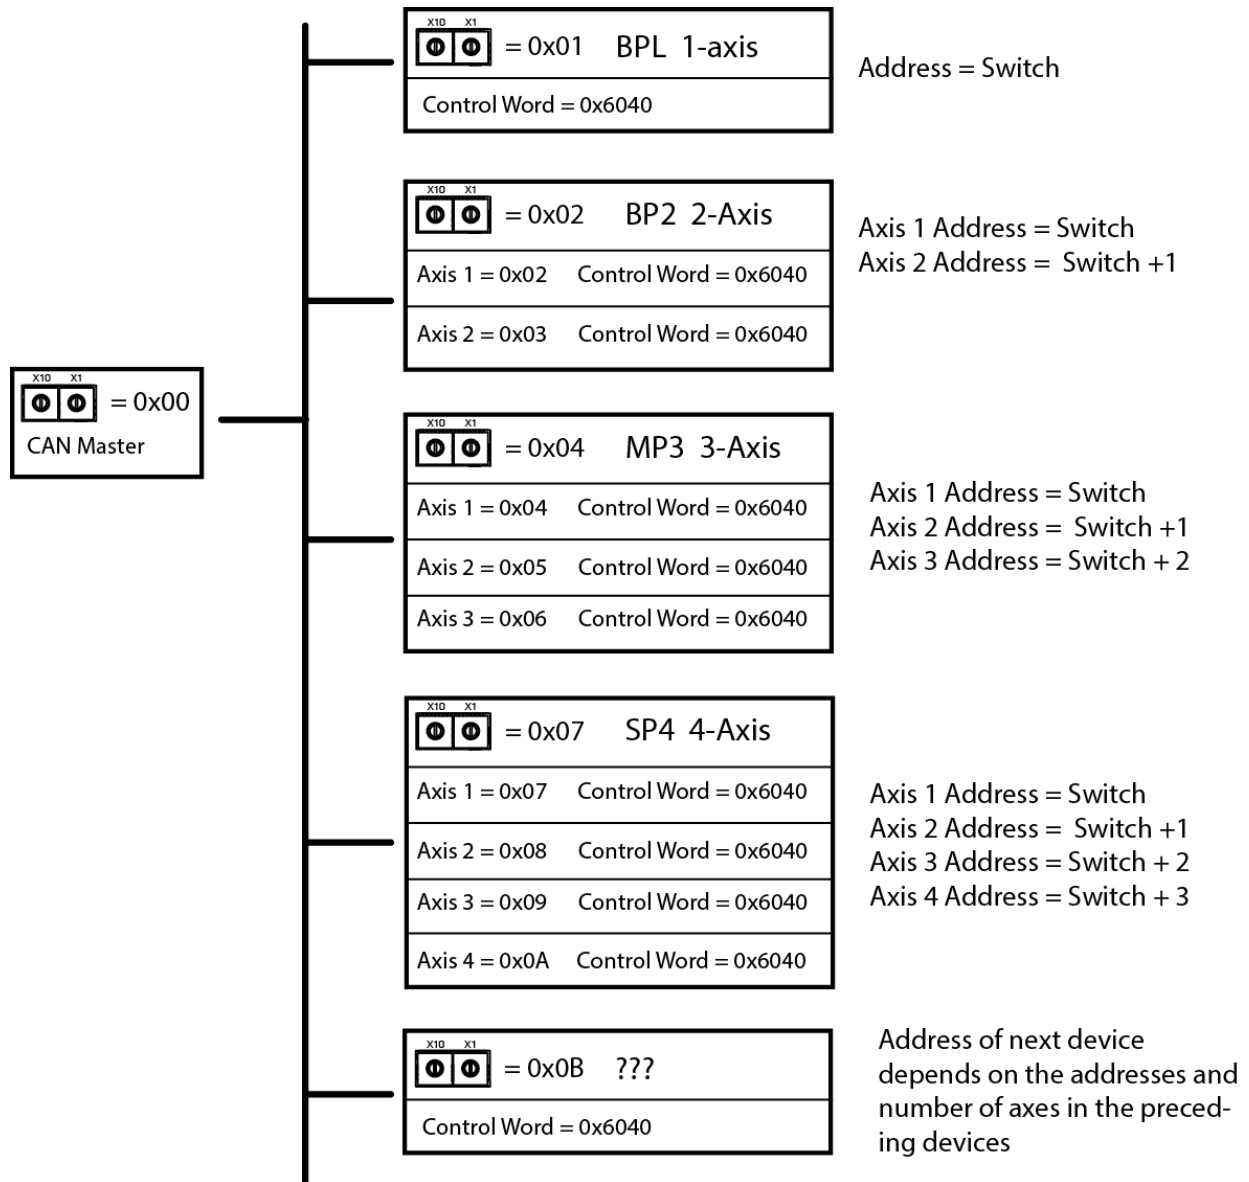 X10 X1
= 0x01 BPL 1-axis
Control Word = 0x6040
Address = Switch
X10 X1
= 0x02 BP2 2-Axis
Axis 1 = 0x02 Control Word = 0x6040
Axis 2 = 0x03 Control Word = 0x6040
Axis 1 Address = Switch
Axis 2 Address = Switch +1
X10 X1
= 0x00
CAN Master
X10 X1
= 0x04 MP3 3-Axis
Axis 1 = 0x04 Control Word = 0x6040
Axis 2 = 0x05 Control Word = 0x6040
Axis 3 = 0x06 Control Word = 0x6040
Axis 1 Address = Switch
Axis 2 Address = Switch +1
Axis 3 Address = Switch + 2
X10 X1
= 0x07 SP4 4-Axis
Axis 1 = 0x07 Control Word = 0x6040
Axis 2 = 0x08 Control Word = 0x6040
Axis 3 = 0x09 Control Word = 0x6040
Axis 4 = 0x0A Control Word = 0x6040
Axis 1 Address = Switch
Axis 2 Address = Switch +1
Axis 3 Address = Switch + 2
Axis 4 Address = Switch + 3
X10 X1
= 0x0B ???
Control Word = 0x6040
Address of next device
depends on the addresses and
number of axes in the preced-
ing devices